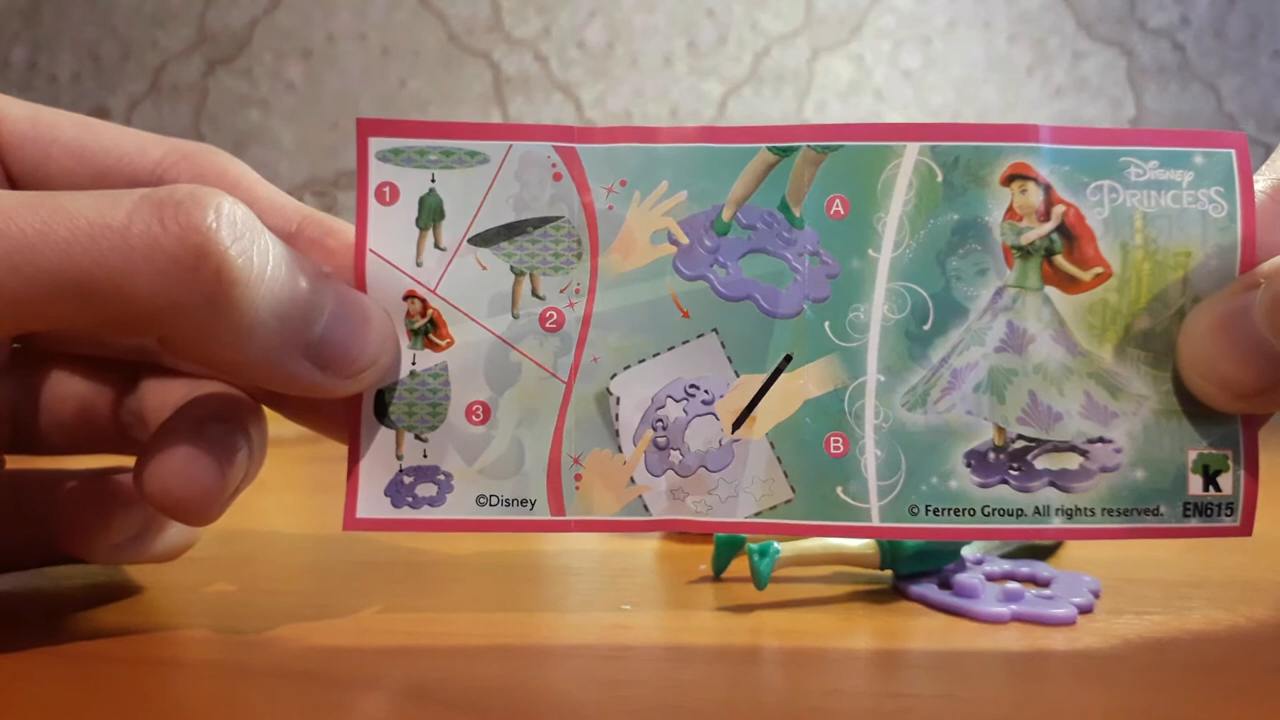 1
2
3
©Disney
A
B
Disney
PRINCESS
k
© Ferrero Group. All rights reserved.
EN615